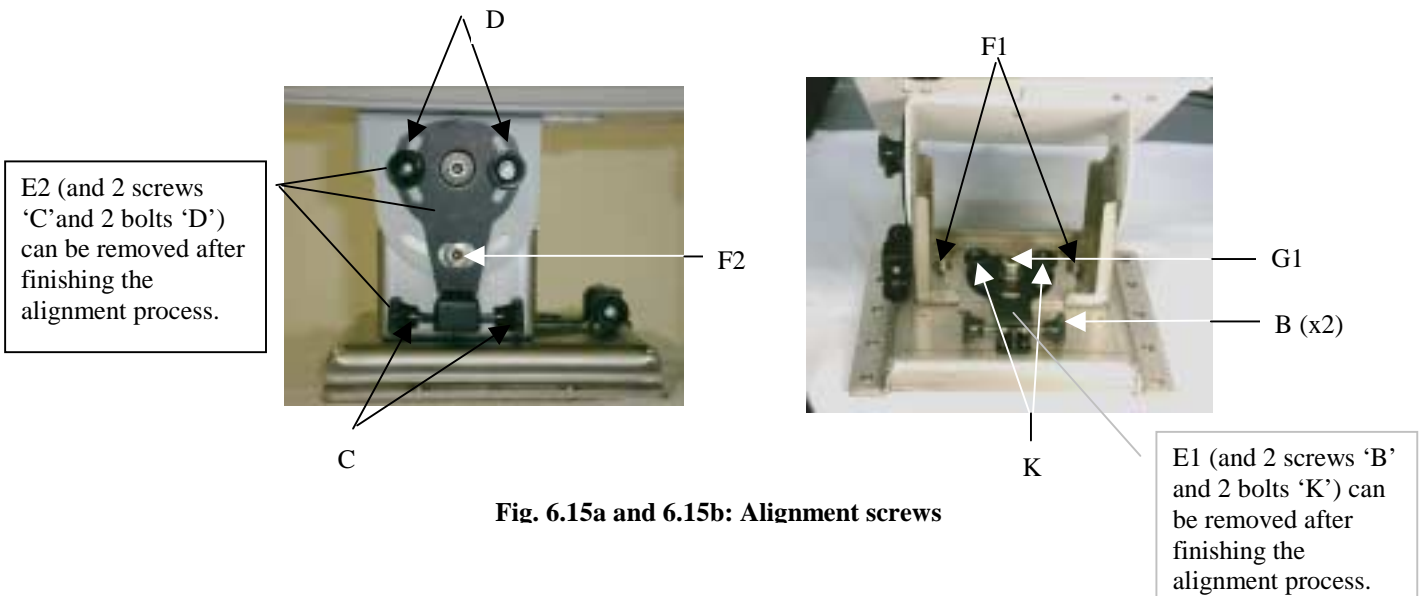 D
F1
E2 (and 2 screws
‘C’and 2 bolts ‘D’)
can be removed after
finishing the
alignment process.
F2
G1
B (x2)
C
K
E1 (and 2 screws ‘B’
and 2 bolts ‘K’) can
be removed after
finishing the
alignment process.
Fig. 6.15a and 6.15b: Alignment screws